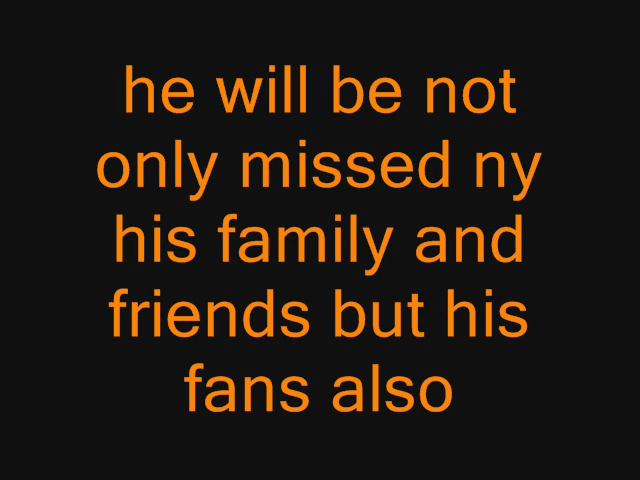 he will be not
only missed ny
his family and
friends but his
fans also